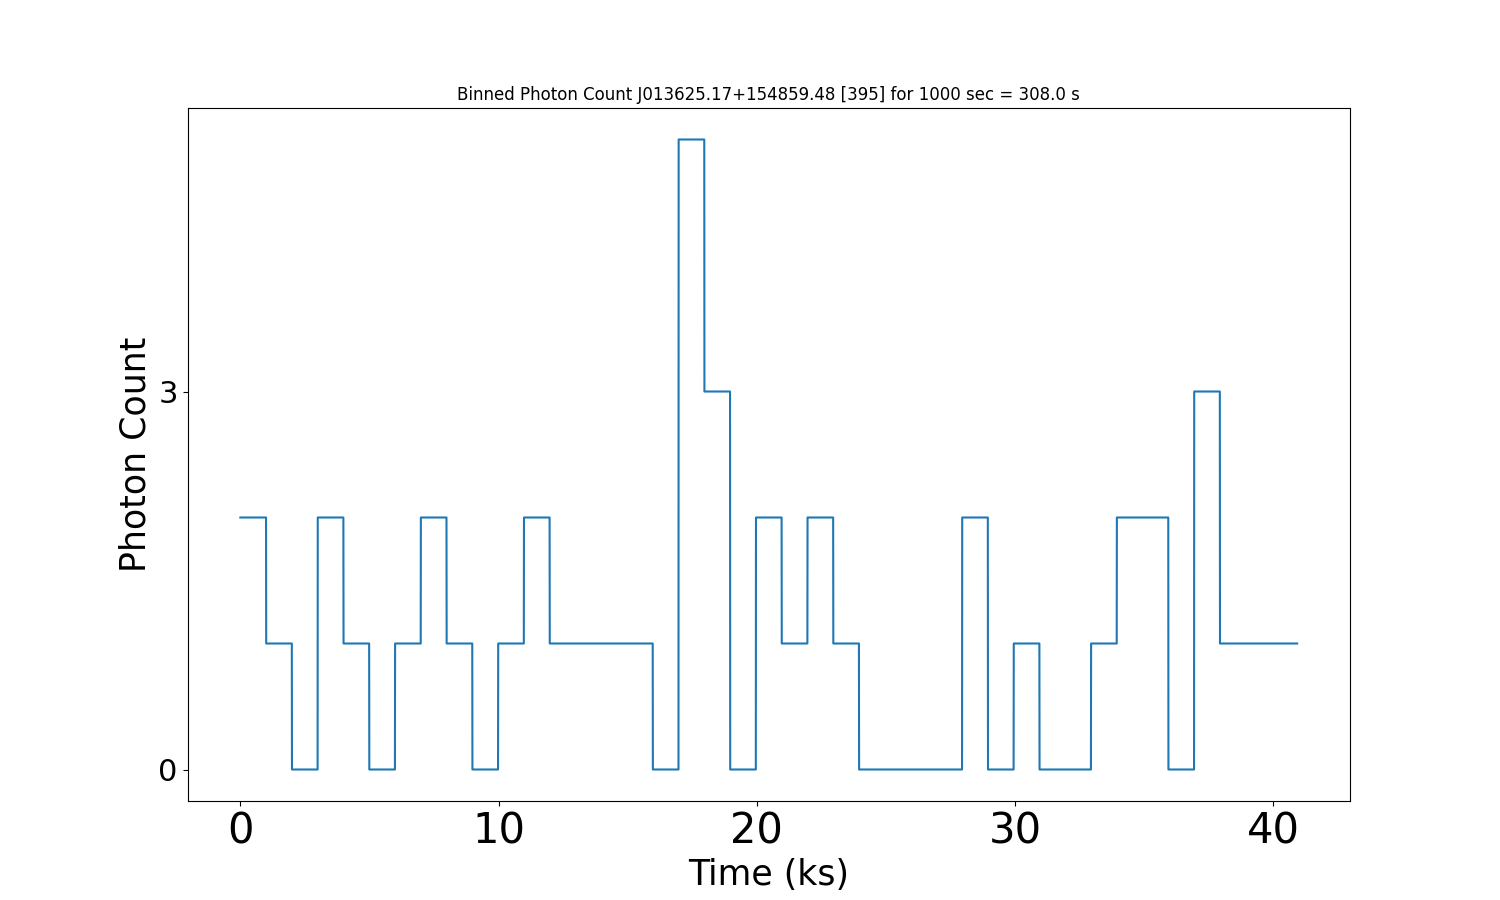 Binned Photon Count J013625.17+154859.48 [395] for 1000 sec = 308.0 s
Photon Count
3
0
0 10 20 30 40
Time (ks)